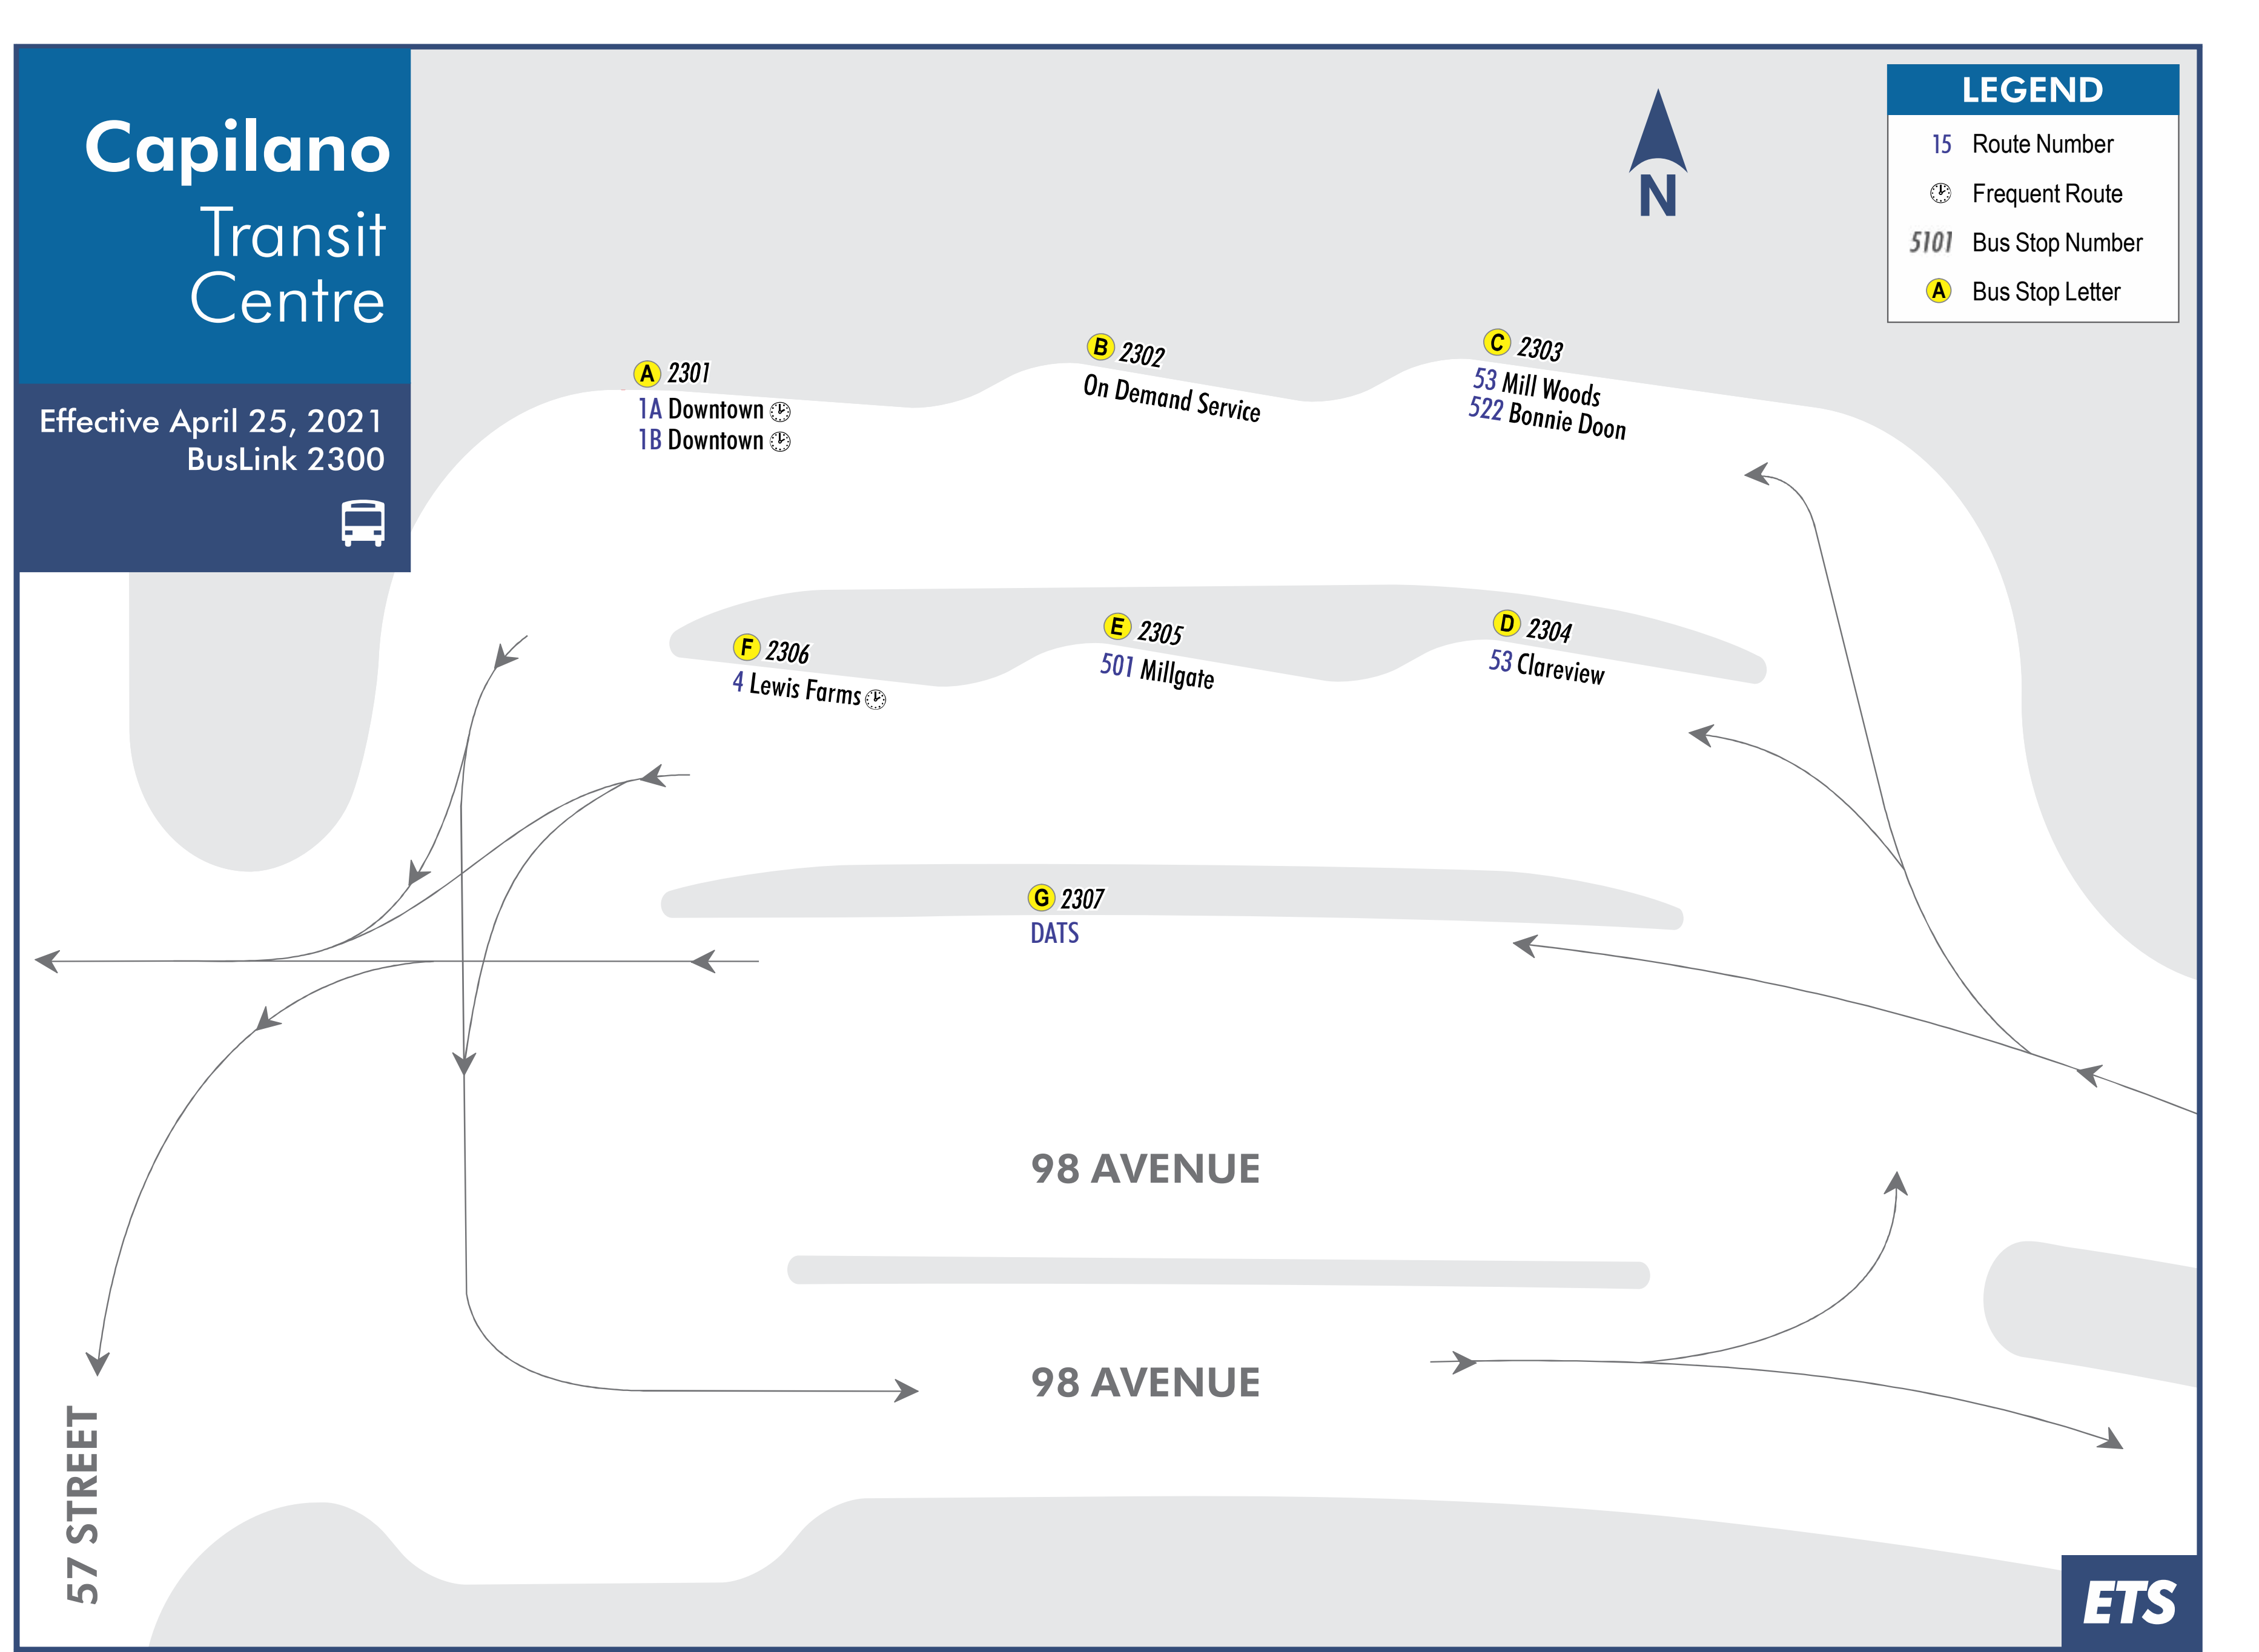 Capilano
Transit
Centre
Effective April 25, 2021
BusLink 2300
N
LEGEND
15 Route Number
Frequent Route
5101 Bus Stop Number
A Bus Stop Letter
A 2301
1A Downtown
1B Downtown
B 2302
On Demand Service
C 2303
53 Mill Woods
522 Bonnie Doon
F 2306
4 Lewis Farms
E 2305
501 Millgate
D 2304
53 Clareview
G 2307
DATS
98 AVENUE
98 AVENUE
57 STREET
ETS